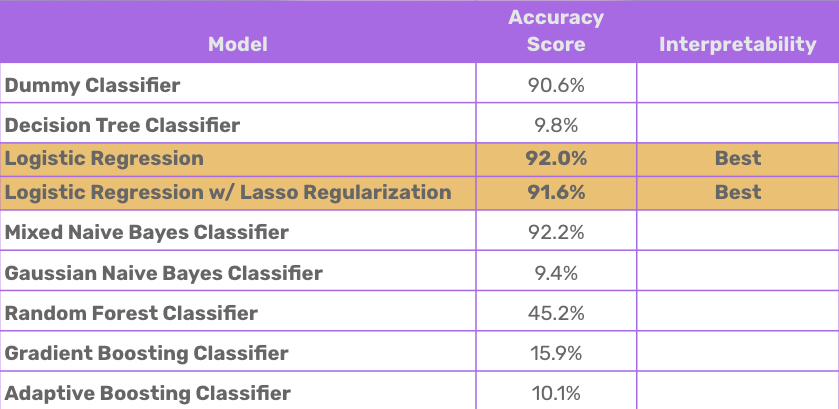 Model Accuracy Score Interpretability
Dummy Classifier 90.6%
Decision Tree Classifier 9.8%
Logistic Regression 92.0% Best
Logistic Regression w/ Lasso Regularization 91.6% Best
Mixed Naive Bayes Classifier 92.2%
Gaussian Naive Bayes Classifier 9.4%
Random Forest Classifier 45.2%
Gradient Boosting Classifier 15.9%
Adaptive Boosting Classifier 10.1%